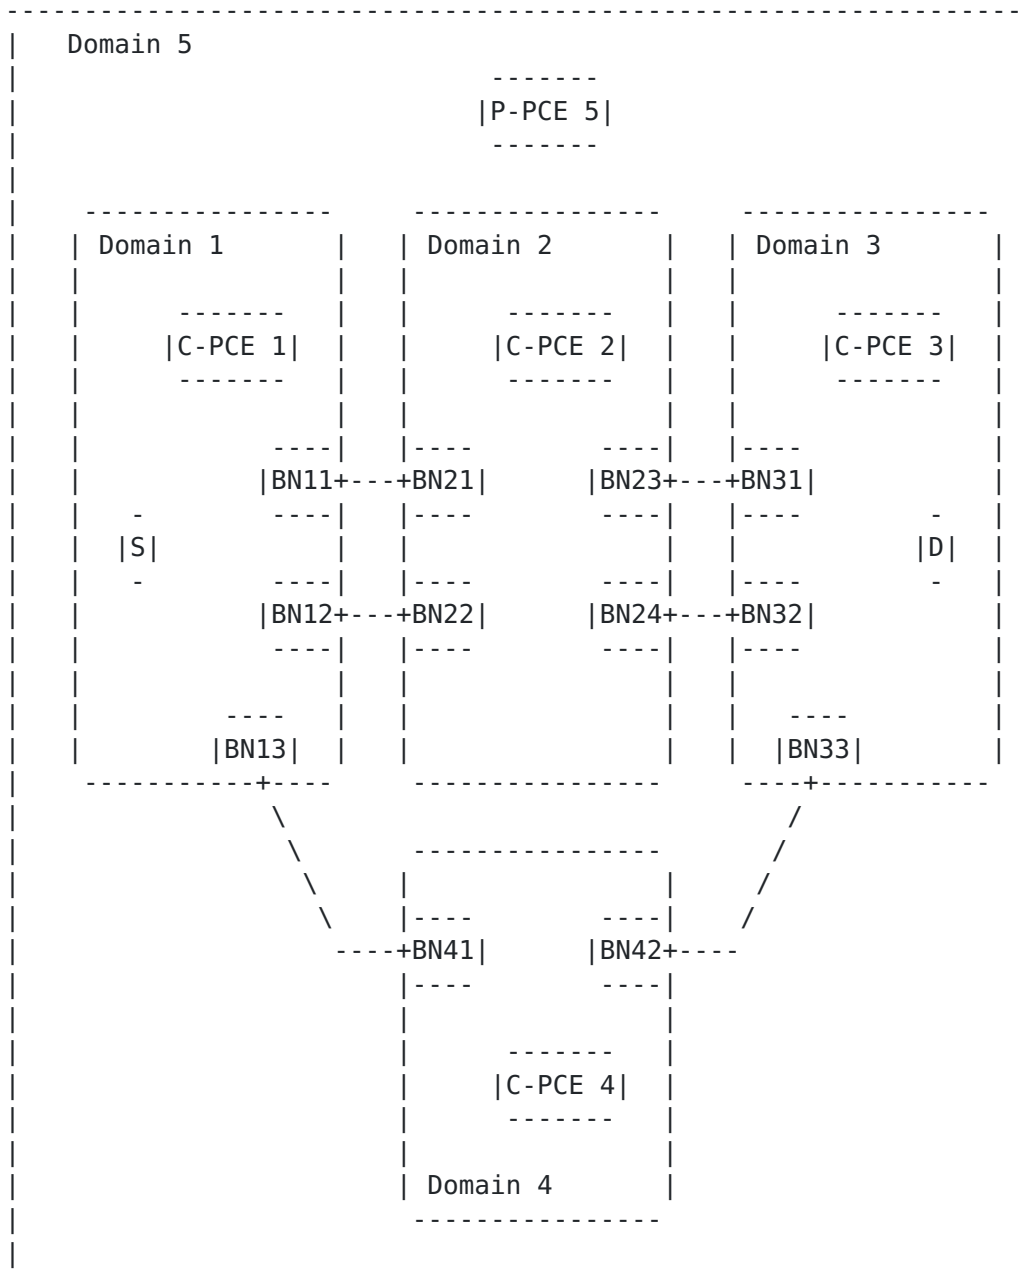 Domain 5
P-PCE 5
Domain 1 Domain 2 Domain 3
C-PCE 1 C-PCE 2 C-PCE 3
BN11 BN21 BN23 BN31
S D
BN12 BN22 BN24 BN32
BN13 BN33
BN41 BN42
C-PCE 4
Domain 4